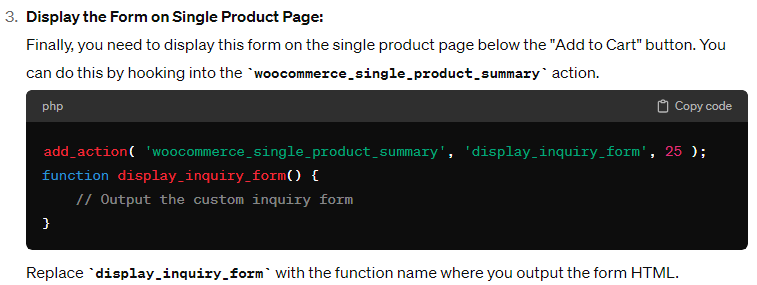 3. Display the Form on Single Product Page:
Finally, you need to display this form on the single product page below the "Add to Cart" button. You
can do this by hooking into the `woocommerce_single_product_summary` action.
php Copy code
add_action( 'woocommerce_single_product_summary', 'display_inquiry_form', 25 );
function display_inquiry_form() {
    // Output the custom inquiry form
}
Replace `display_inquiry_form` with the function name where you output the form HTML.